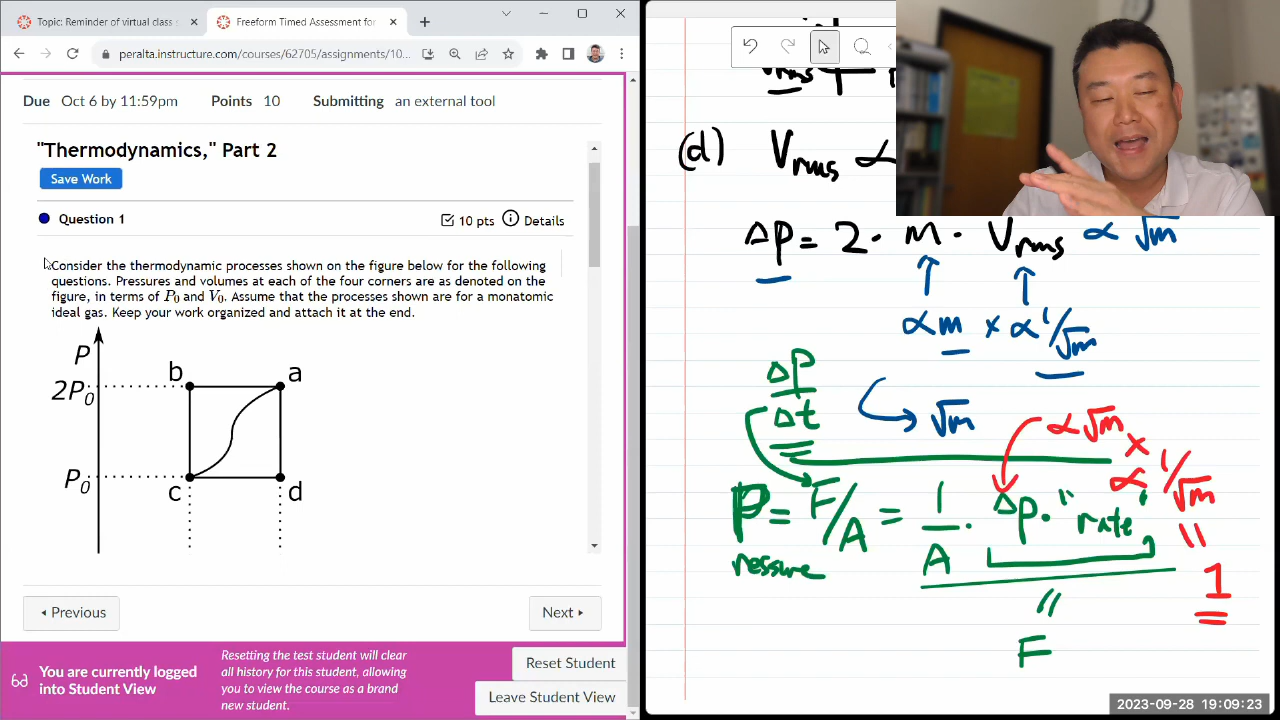 Topic: Reminder of virtual class s
Freeform Timed Assessment for
peralta.instructure.com/courses/62705/assignments/10...
Due Oct 6 by 11:59pm Points 10 Submitting an external tool
"Thermodynamics," Part 2
Save Work
Question 1
10 pts Details
Consider the thermodynamic processes shown on the figure below for the following
questions. Pressures and volumes at each of the four corners are as denoted on the
figure, in terms of P₀ and V₀. Assume that the processes shown are for a monatomic
ideal gas. Keep your work organized and attach it at the end.
P
2P₀
b
a
P₀
c
d
Previous
Next
You are currently logged
into Student View
Resetting the test student will clear
all history for this student, allowing
you to view the course as a brand
new student.
Reset Student
Leave Student View
Vrms
(d) Vrms ∝
Δp = 2 · m · Vrms ∝ √m
∝ m × ∝ 1/√m
ΔP
Δt
√m
∝ √m ×
∝ 1/√m
P = F/A = 1/A · Δp · "rate"
ressure
=
1
=
F
2023-09-28 19:09:23